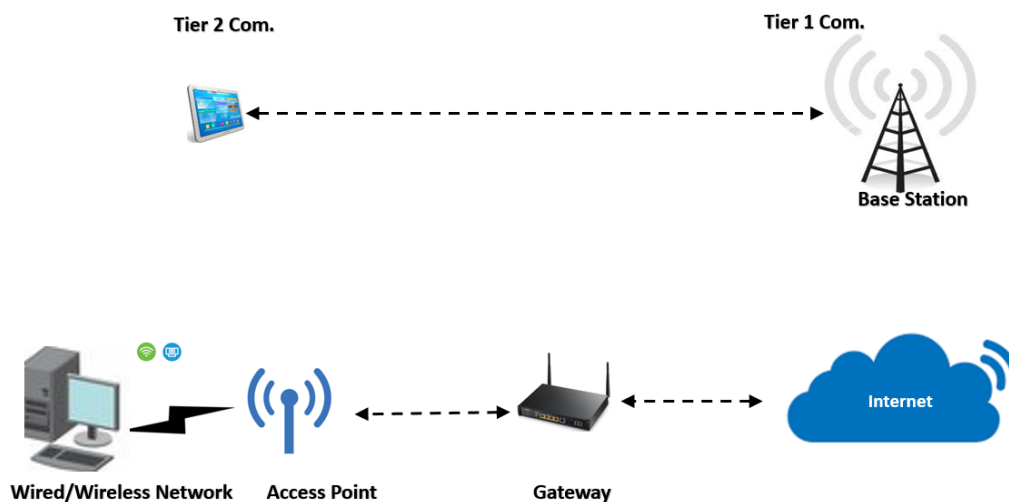 Tier 2 Com.
Tier 1 Com.
Base Station
Internet
Wired/Wireless Network
Access Point
Gateway